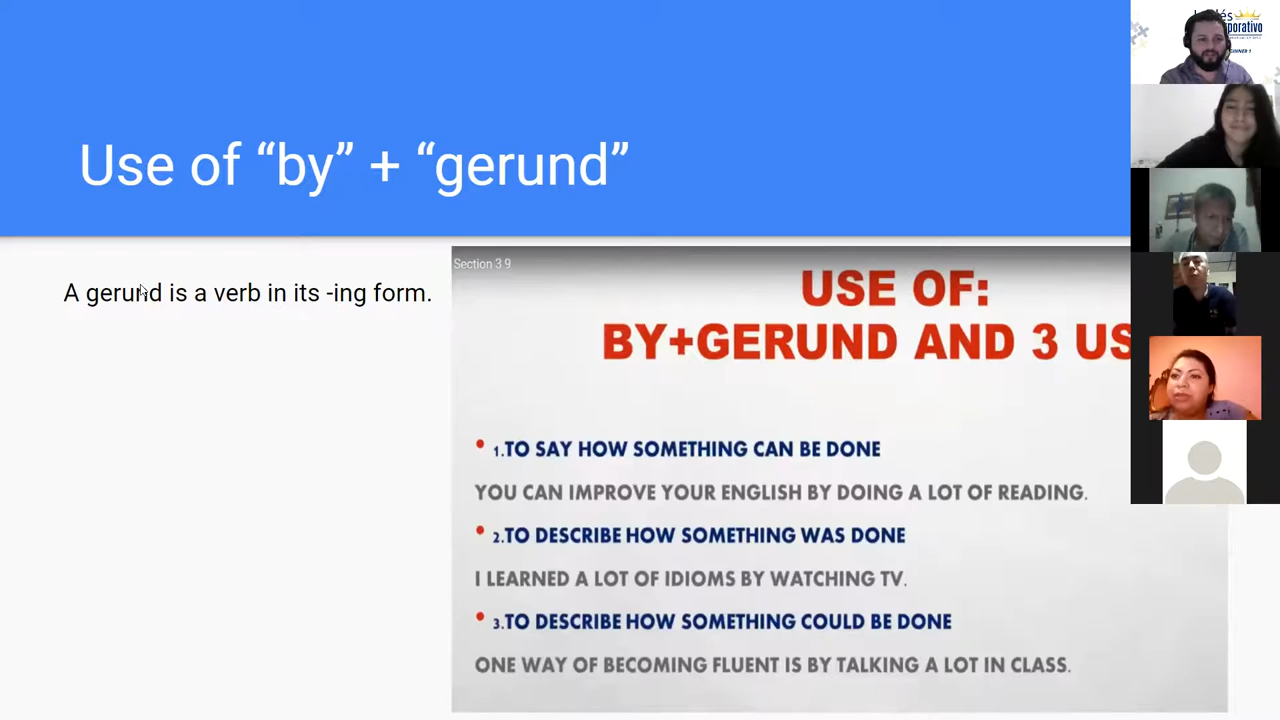 Use of “by” + “gerund”
A gerund is a verb in its -ing form.
Section 3 9
USE OF:
BY+GERUND AND 3 US
• 1.TO SAY HOW SOMETHING CAN BE DONE
YOU CAN IMPROVE YOUR ENGLISH BY DOING A LOT OF READING.
• 2.TO DESCRIBE HOW SOMETHING WAS DONE
I LEARNED A LOT OF IDIOMS BY WATCHING TV.
• 3.TO DESCRIBE HOW SOMETHING COULD BE DONE
ONE WAY OF BECOMING FLUENT IS BY TALKING A LOT IN CLASS.